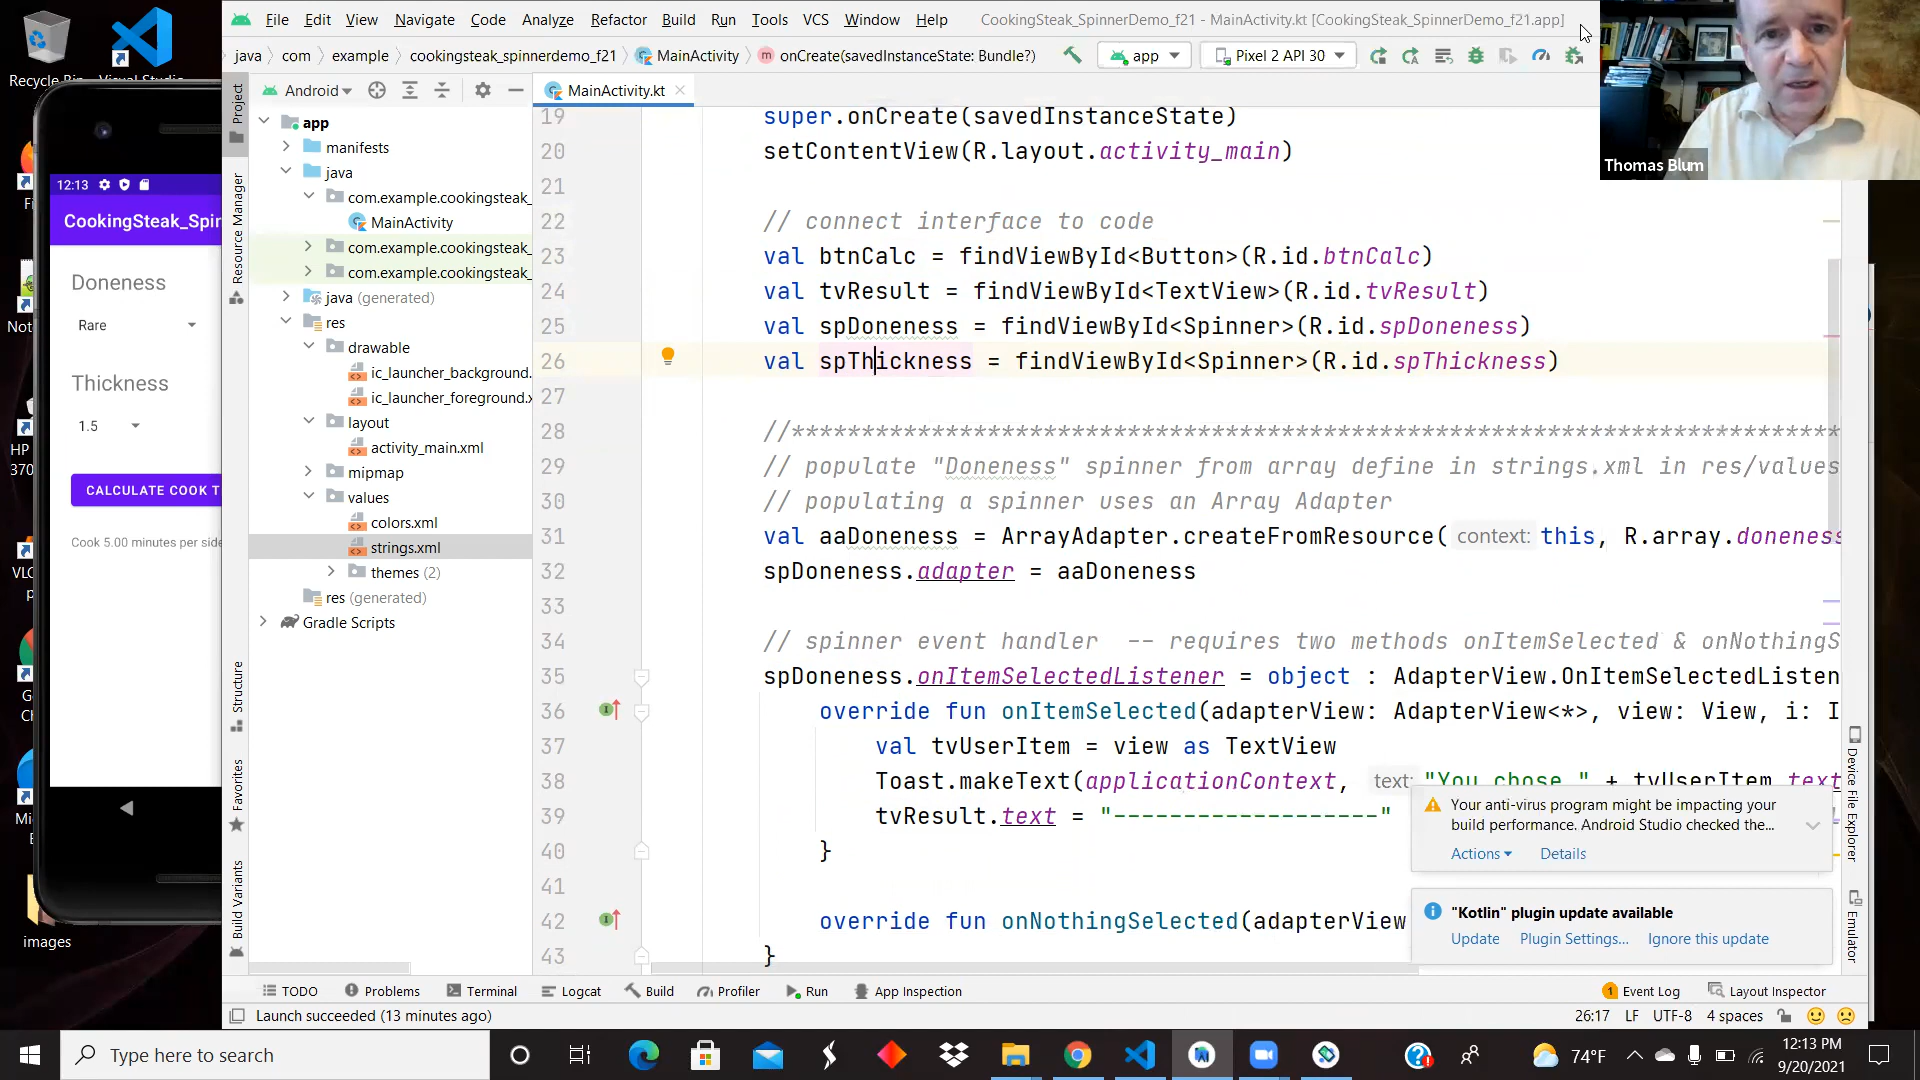 File Edit View Navigate Code Analyze Refactor Build Run Tools VCS Window Help CookingSteak_SpinnerDemo_f21 - MainActivity.kt [CookingSteak_SpinnerDemo_f21.app]
java com example cookingsteak_spinnerdemo_f21 MainActivity onCreate(savedInstanceState: Bundle?) app Pixel 2 API 30
Thomas Blum
Recycle Bin
Visual Studio
12:13
CookingSteak_Spin
Doneness
Rare
Thickness
1.5
CALCULATE COOK T
Cook 5.00 minutes per side
HP
370
VLC
images
Project
Resource Manager
Structure
Favorites
Build Variants
Android
app
manifests
java
com.example.cookingsteak_
MainActivity
com.example.cookingsteak_
com.example.cookingsteak_
java (generated)
res
drawable
ic_launcher_background.
ic_launcher_foreground.x
layout
activity_main.xml
mipmap
values
colors.xml
strings.xml
themes (2)
res (generated)
Gradle Scripts
MainActivity.kt
19 super.onCreate(savedInstanceState)
20 setContentView(R.layout.activity_main)
21
22 // connect interface to code
23 val btnCalc = findViewById<Button>(R.id.btnCalc)
24 val tvResult = findViewById<TextView>(R.id.tvResult)
25 val spDoneness = findViewById<Spinner>(R.id.spDoneness)
26 val spThickness = findViewById<Spinner>(R.id.spThickness)
27
28 //***************************************************************************
29 // populate "Doneness" spinner from array define in strings.xml in res/values
30 // populating a spinner uses an Array Adapter
31 val aaDoneness = ArrayAdapter.createFromResource( context: this, R.array.doneness
32 spDoneness.adapter = aaDoneness
33
34 // spinner event handler -- requires two methods onItemSelected & onNothingS
35 spDoneness.onItemSelectedListener = object : AdapterView.OnItemSelectedListen
36 override fun onItemSelected(adapterView: AdapterView<*>, view: View, i: I
37 val tvUserItem = view as TextView
38 Toast.makeText(applicationContext, text: "You chose " + tvUserItem.text
39 tvResult.text = "-------------------"
40 }
41
42 override fun onNothingSelected(adapterView
43 }
Your anti-virus program might be impacting your
build performance. Android Studio checked the...
Actions Details
"Kotlin" plugin update available
Update Plugin Settings... Ignore this update
Device File Explorer
Emulator
TODO Problems Terminal Logcat Build Profiler Run App Inspection 1 Event Log Layout Inspector
Launch succeeded (13 minutes ago) 26:17 LF UTF-8 4 spaces
Type here to search
74°F
12:13 PM
9/20/2021